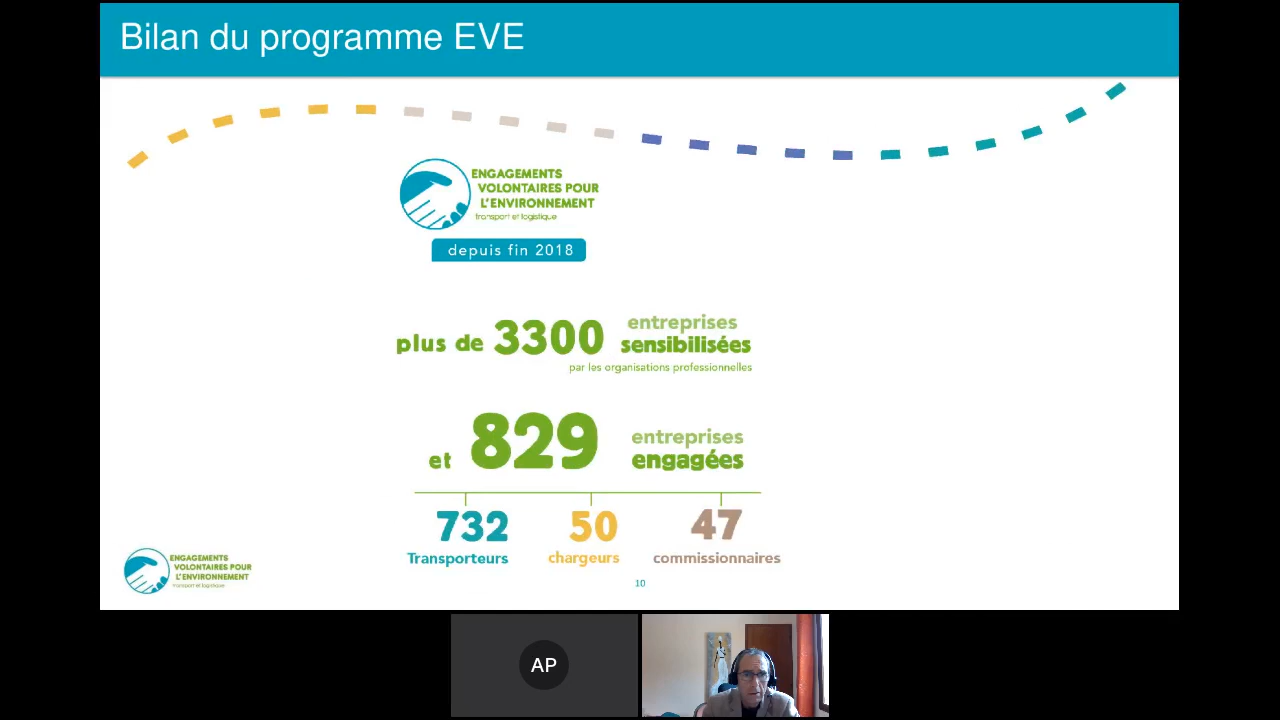 Bilan du programme EVE
ENGAGEMENTS
VOLONTAIRES POUR
L'ENVIRONNEMENT
transport et logistique
depuis fin 2018
plus de 3300 entreprises
sensibilisées
par les organisations professionnelles
et 829 entreprises
engagées
732 50 47
Transporteurs chargeurs commissionnaires
ENGAGEMENTS
VOLONTAIRES POUR
L'ENVIRONNEMENT
transport et logistique
10
AP